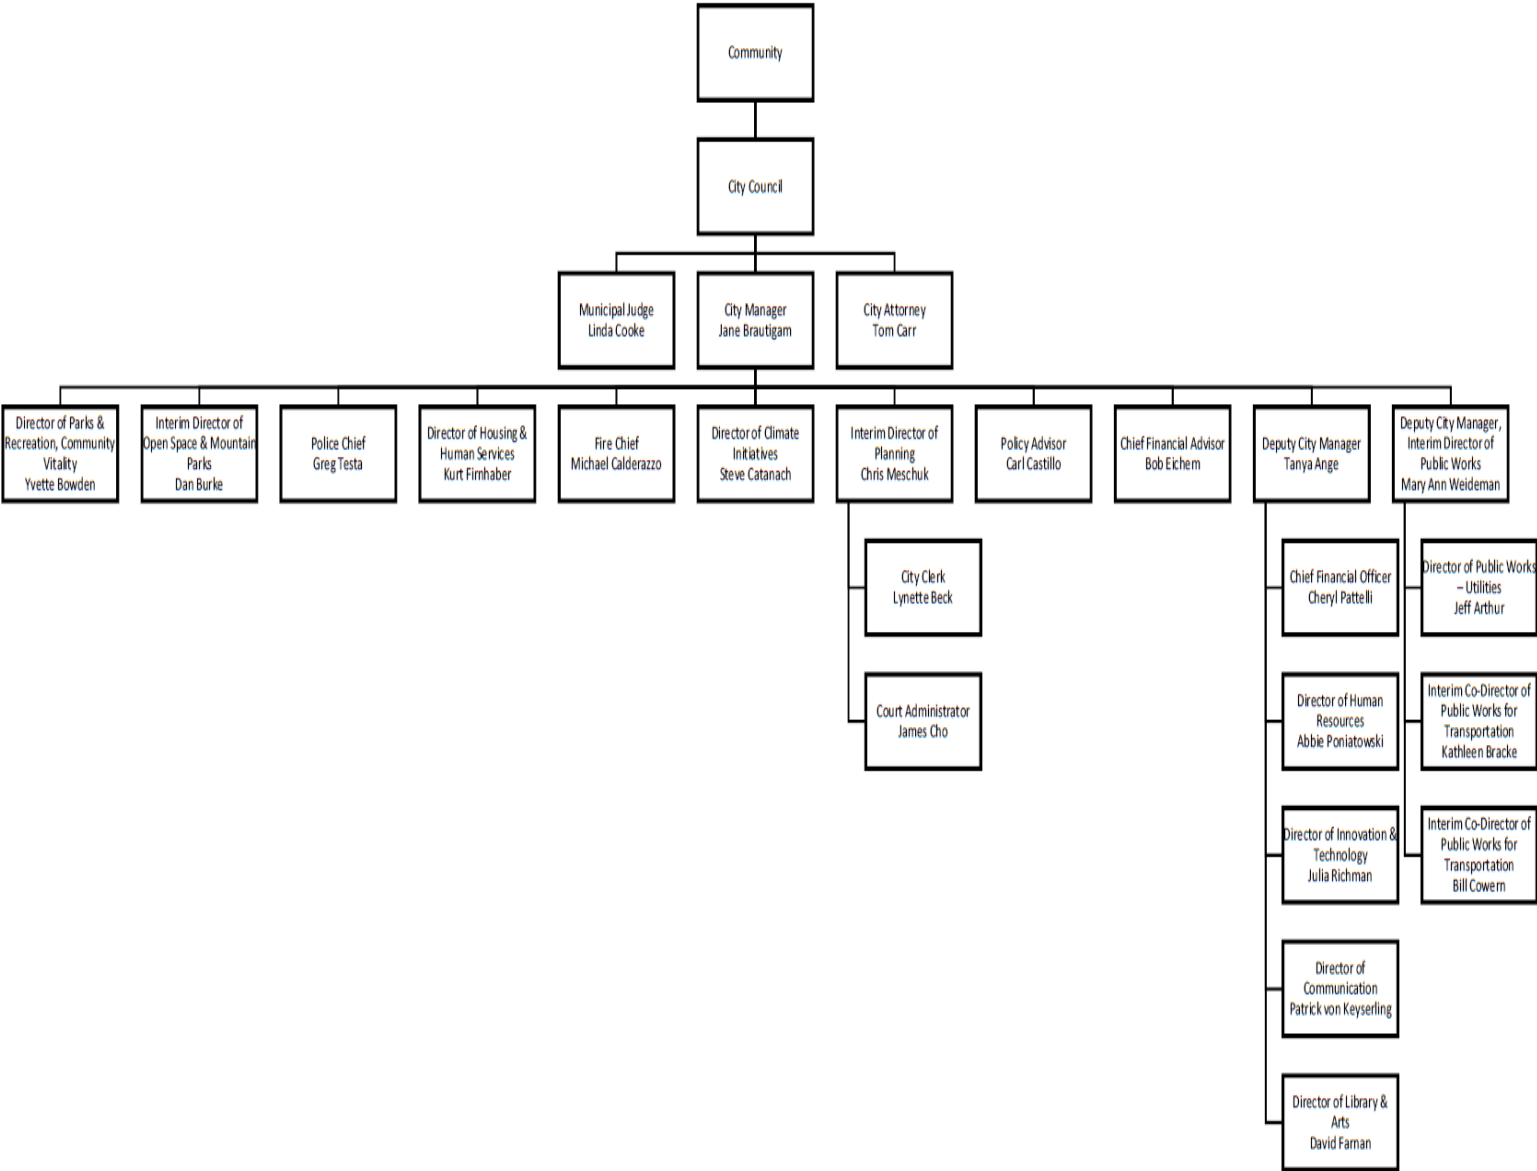 Community
City Council
Municipal Judge
Linda Cooke
City Manager
Jane Brautigam
City Attorney
Tom Carr
Director of Parks &
Recreation, Community
Vitality
Yvette Bowden
Interim Director of
Open Space & Mountain
Parks
Dan Burke
Police Chief
Greg Testa
Director of Housing &
Human Services
Kurt Firnhaber
Fire Chief
Michael Calderazzo
Director of Climate
Initiatives
Steve Catanach
Interim Director of
Planning
Chris Meschuk
Policy Advisor
Carl Castillo
Chief Financial Advisor
Bob Eichem
Deputy City Manager
Tanya Ange
Deputy City Manager,
Interim Director of
Public Works
Mary Ann Weideman
City Clerk
Lynette Beck
Court Administrator
James Cho
Chief Financial Officer
Cheryl Pattelli
Director of Human
Resources
Abbie Poniatowski
Director of Innovation &
Technology
Julia Richman
Director of
Communication
Patrick von Keyserling
Director of Library &
Arts
David Farnan
Director of Public Works
– Utilities
Jeff Arthur
Interim Co-Director of
Public Works for
Transportation
Kathleen Bracke
Interim Co-Director of
Public Works for
Transportation
Bill Cowern